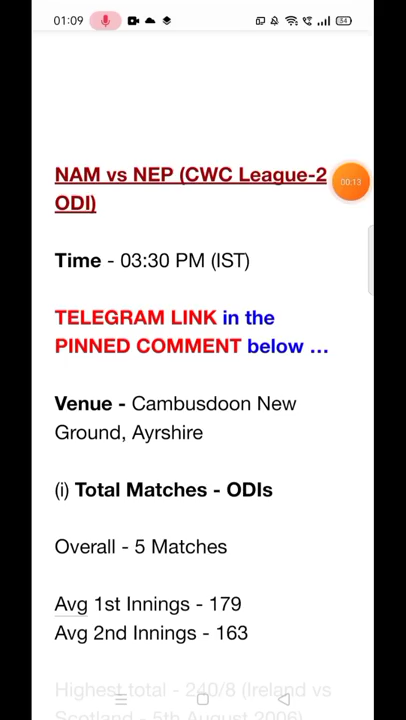 01:09
54
NAM vs NEP (CWC League-2
00:13
ODI)
Time - 03:30 PM (IST)
TELEGRAM LINK in the
PINNED COMMENT below ...
Venue - Cambusdoon New
Ground, Ayrshire
(i) Total Matches - ODIs
Overall - 5 Matches
Avg 1st Innings - 179
Avg 2nd Innings - 163
Highest total - 240/8 (Ireland vs
Scotland - 5th August 2006)